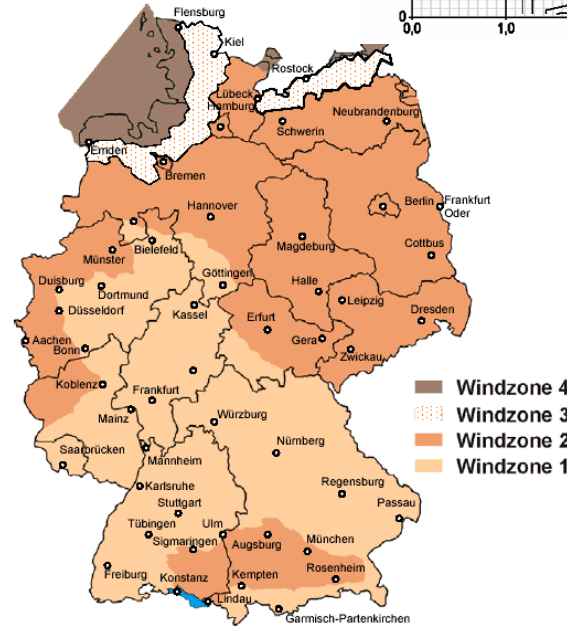 0
0,0
1,0
Flensburg
Kiel
Rostock
Lübeck
Hamburg
Neubrandenburg
Schwerin
Emden
Bremen
Hannover
Berlin
Frankfurt
Oder
Magdeburg
Bielefeld
Münster
Cottbus
Göttingen
Halle
Duisburg
Dortmund
Leipzig
Düsseldorf
Kassel
Erfurt
Dresden
Gera
Aachen
Bonn
Zwickau
Koblenz
Frankfurt
Mainz
Würzburg
Windzone 4
Windzone 3
Windzone 2
Windzone 1
Saarbrücken
Mannheim
Nürnberg
Karlsruhe
Regensburg
Stuttgart
Passau
Tübingen
Ulm
Sigmaringen
Augsburg
München
Freiburg
Konstanz
Kempten
Rosenheim
Lindau
Garmisch-Partenkirchen